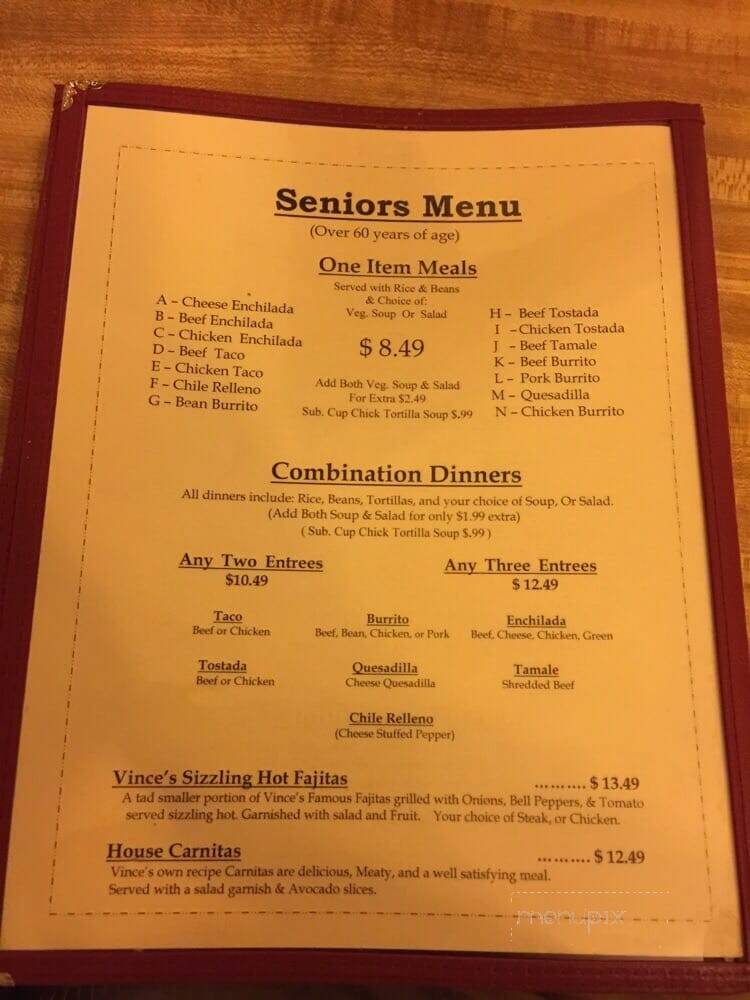 Seniors Menu
(Over 60 years of age)
One Item Meals
Served with Rice & Beans
& Choice of:
Veg. Soup Or Salad
$ 8.49
Add Both Veg. Soup & Salad
For Extra $2.49
Sub. Cup Chick Tortilla Soup $.99
A – Cheese Enchilada
B – Beef Enchilada
C – Chicken Enchilada
D – Beef Taco
E – Chicken Taco
F – Chile Relleno
G – Bean Burrito
H – Beef Tostada
I – Chicken Tostada
J – Beef Tamale
K – Beef Burrito
L – Pork Burrito
M – Quesadilla
N – Chicken Burrito
Combination Dinners
All dinners include: Rice, Beans, Tortillas, and your choice of Soup, Or Salad.
(Add Both Soup & Salad for only $1.99 extra)
( Sub. Cup Chick Tortilla Soup $.99 )
Any Two Entrees
$10.49
Any Three Entrees
$ 12.49
Taco
Beef or Chicken
Burrito
Beef, Bean, Chicken, or Pork
Enchilada
Beef, Cheese, Chicken, Green
Tostada
Beef or Chicken
Quesadilla
Cheese Quesadilla
Tamale
Shredded Beef
Chile Relleno
(Cheese Stuffed Pepper)
Vince's Sizzling Hot Fajitas .......... $ 13.49
A tad smaller portion of Vince's Famous Fajitas grilled with Onions, Bell Peppers, & Tomato
served sizzling hot. Garnished with salad and Fruit. Your choice of Steak, or Chicken.
House Carnitas .......... $ 12.49
Vince's own recipe Carnitas are delicious, Meaty, and a well satisfying meal.
Served with a salad garnish & Avocado slices.
menupix